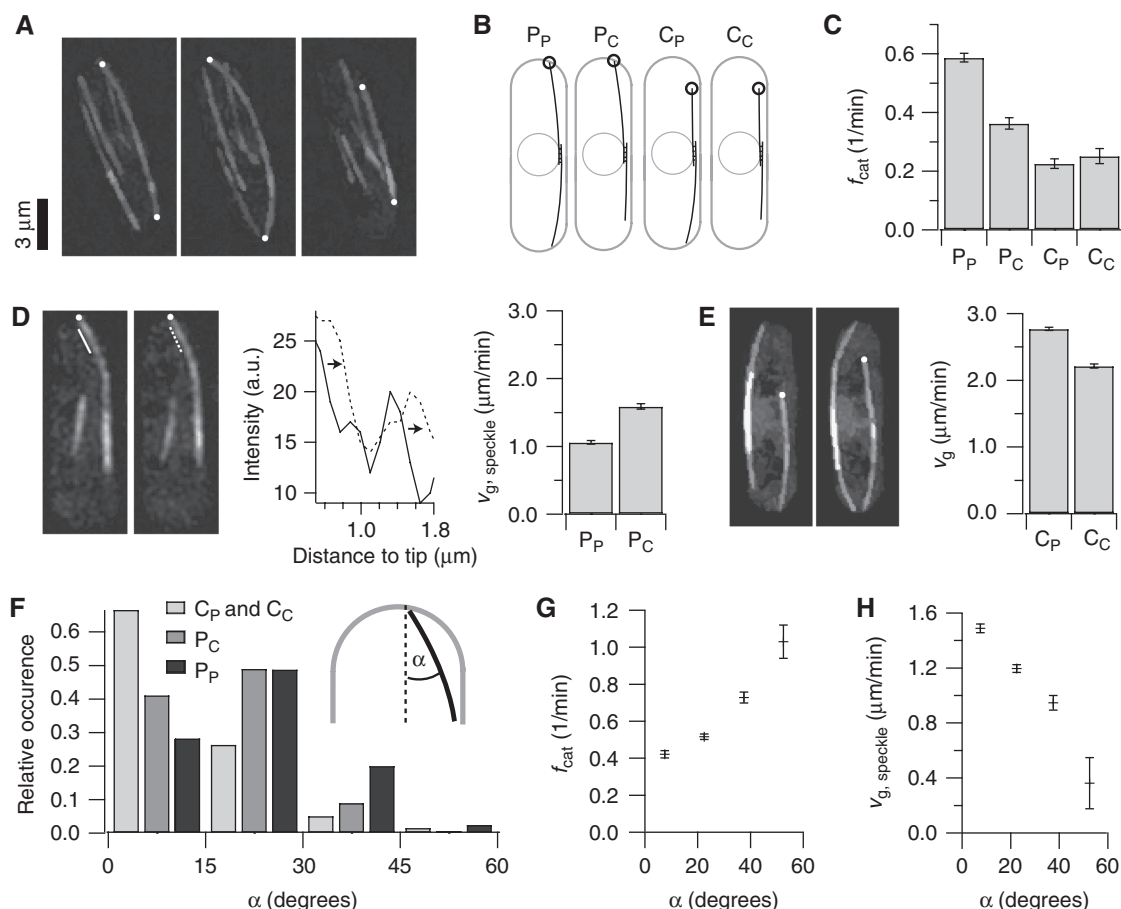 A
3 μm
B
P_P P_C C_P C_C
C
f_cat (1/min)
0.6
0.4
0.2
0.0
P_P P_C C_P C_C
D
Intensity (a.u.)
25
20
15
10
1.0 1.8
Distance to tip (μm)
v_g, speckle (μm/min)
3.0
2.0
1.0
0.0
P_P P_C
E
v_g (μm/min)
3.0
2.0
1.0
0.0
C_P C_C
F
Relative occurence
0.6
0.5
0.4
0.3
0.2
0.1
0.0
C_P and C_C
P_C
P_P
α
0 15 30 45 60
α (degrees)
G
f_cat (1/min)
1.2
1.0
0.8
0.6
0.4
0.2
0.0
0 20 40 60
α (degrees)
H
v_g, speckle (μm/min)
1.6
1.2
0.8
0.4
0.0
0 20 40 60
α (degrees)